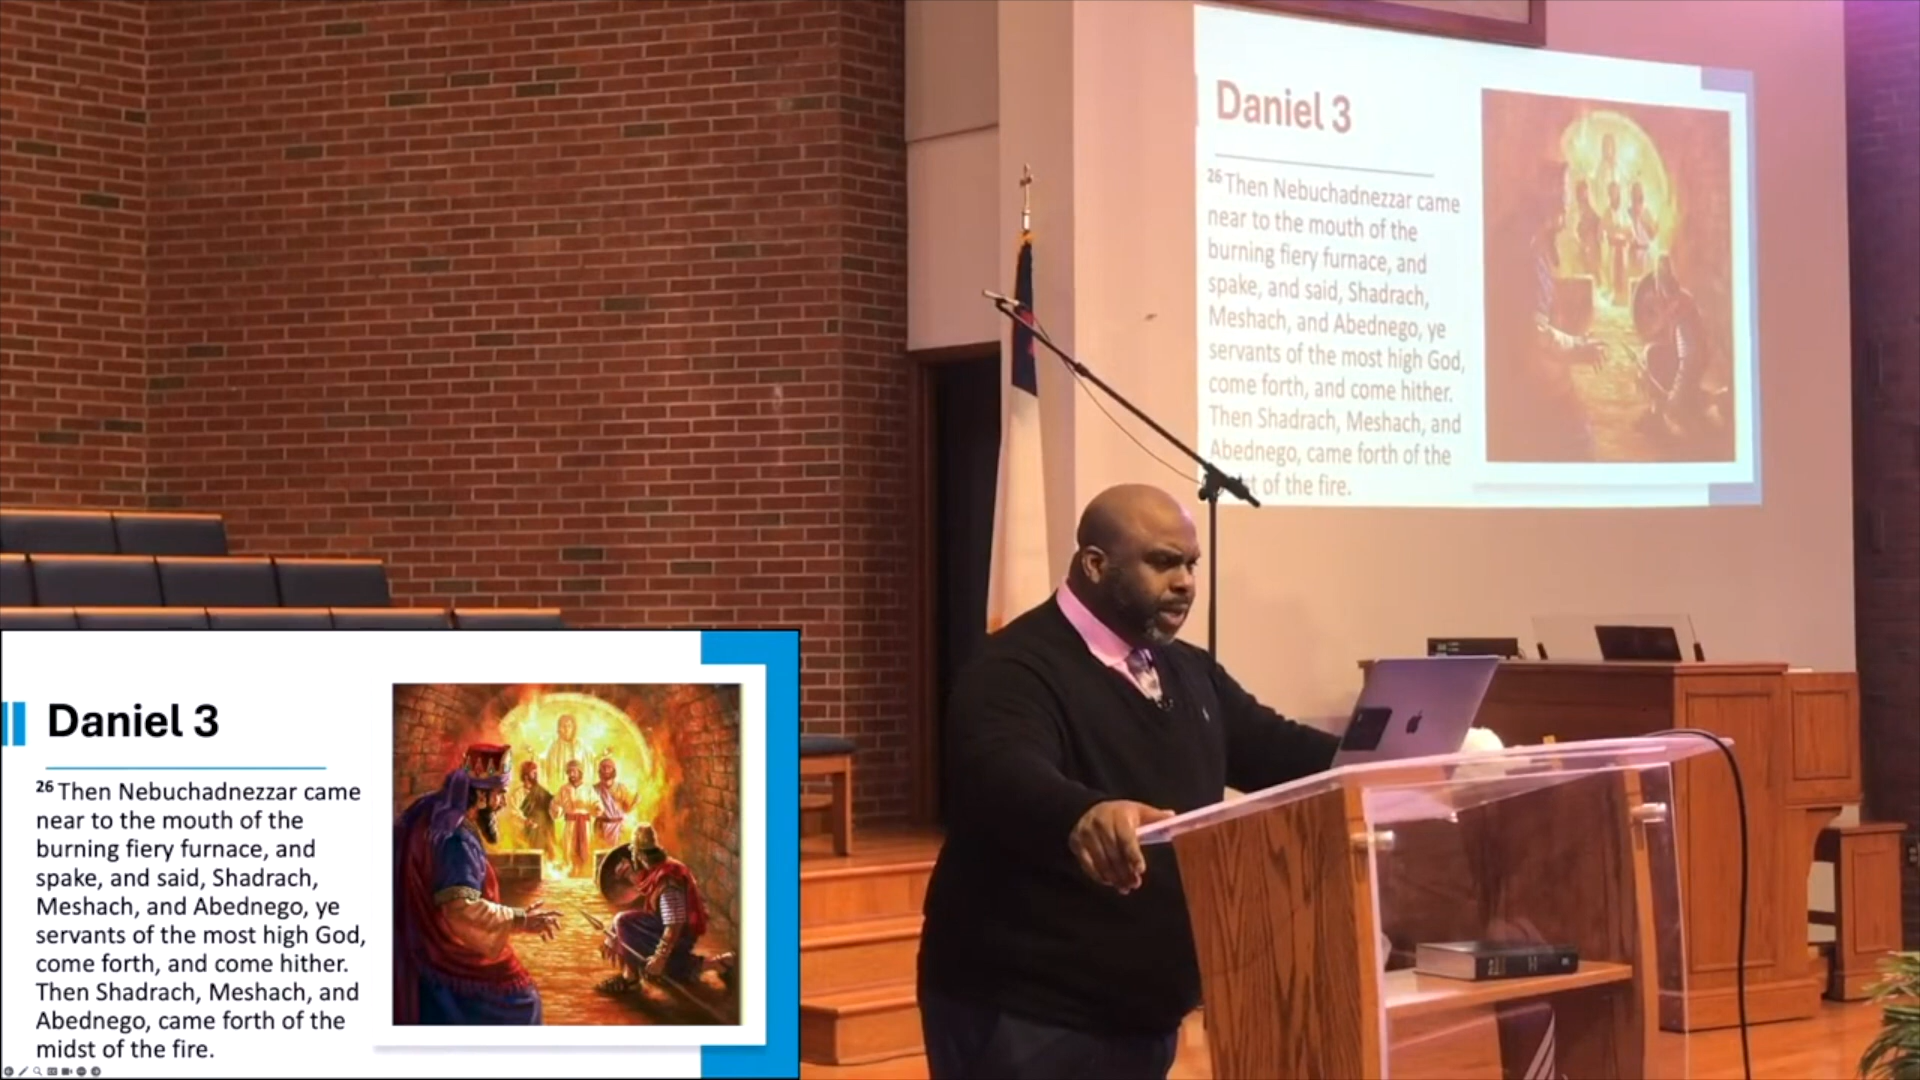 Daniel 3
26 Then Nebuchadnezzar came
near to the mouth of the
burning fiery furnace, and
spake, and said, Shadrach,
Meshach, and Abednego, ye
servants of the most high God,
come forth, and come hither.
Then Shadrach, Meshach, and
Abednego, came forth of the
of the fire.
Daniel 3
26 Then Nebuchadnezzar came
near to the mouth of the
burning fiery furnace, and
spake, and said, Shadrach,
Meshach, and Abednego, ye
servants of the most high God,
come forth, and come hither.
Then Shadrach, Meshach, and
Abednego, came forth of the
midst of the fire.